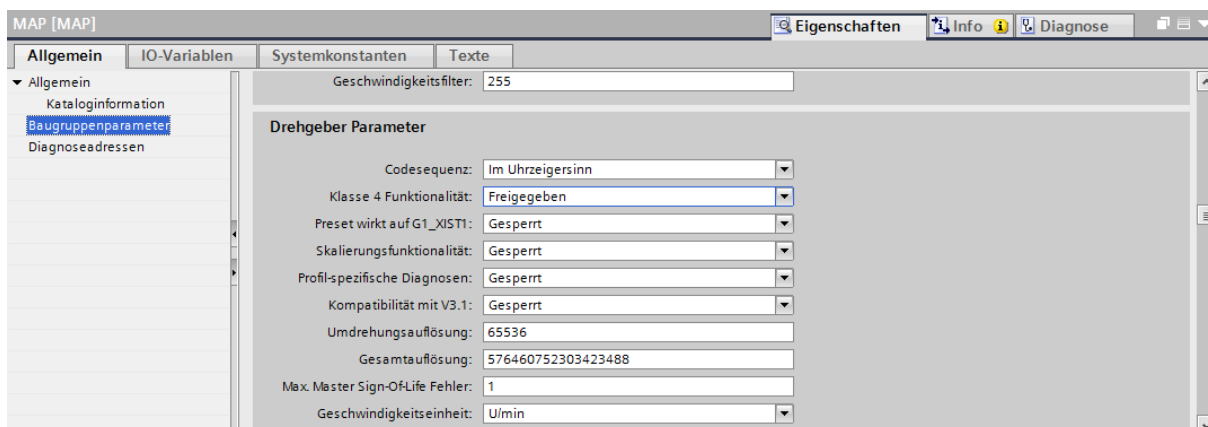 MAP [MAP]
Eigenschaften
Info
Diagnose
Allgemein
IO-Variablen
Systemkonstanten
Texte
Allgemein
Kataloginformation
Baugruppenparameter
Diagnoseadressen
Geschwindigkeitsfilter: 255
Drehgeber Parameter
Codesequenz: Im Uhrzeigersinn
Klasse 4 Funktionalität: Freigegeben
Preset wirkt auf G1_XIST1: Gesperrt
Skalierungsfunktionalität: Gesperrt
Profil-spezifische Diagnosen: Gesperrt
Kompatibilität mit V3.1: Gesperrt
Umdrehungsauflösung: 65536
Gesamtauflösung: 576460752303423488
Max. Master Sign-Of-Life Fehler: 1
Geschwindigkeitseinheit: U/min